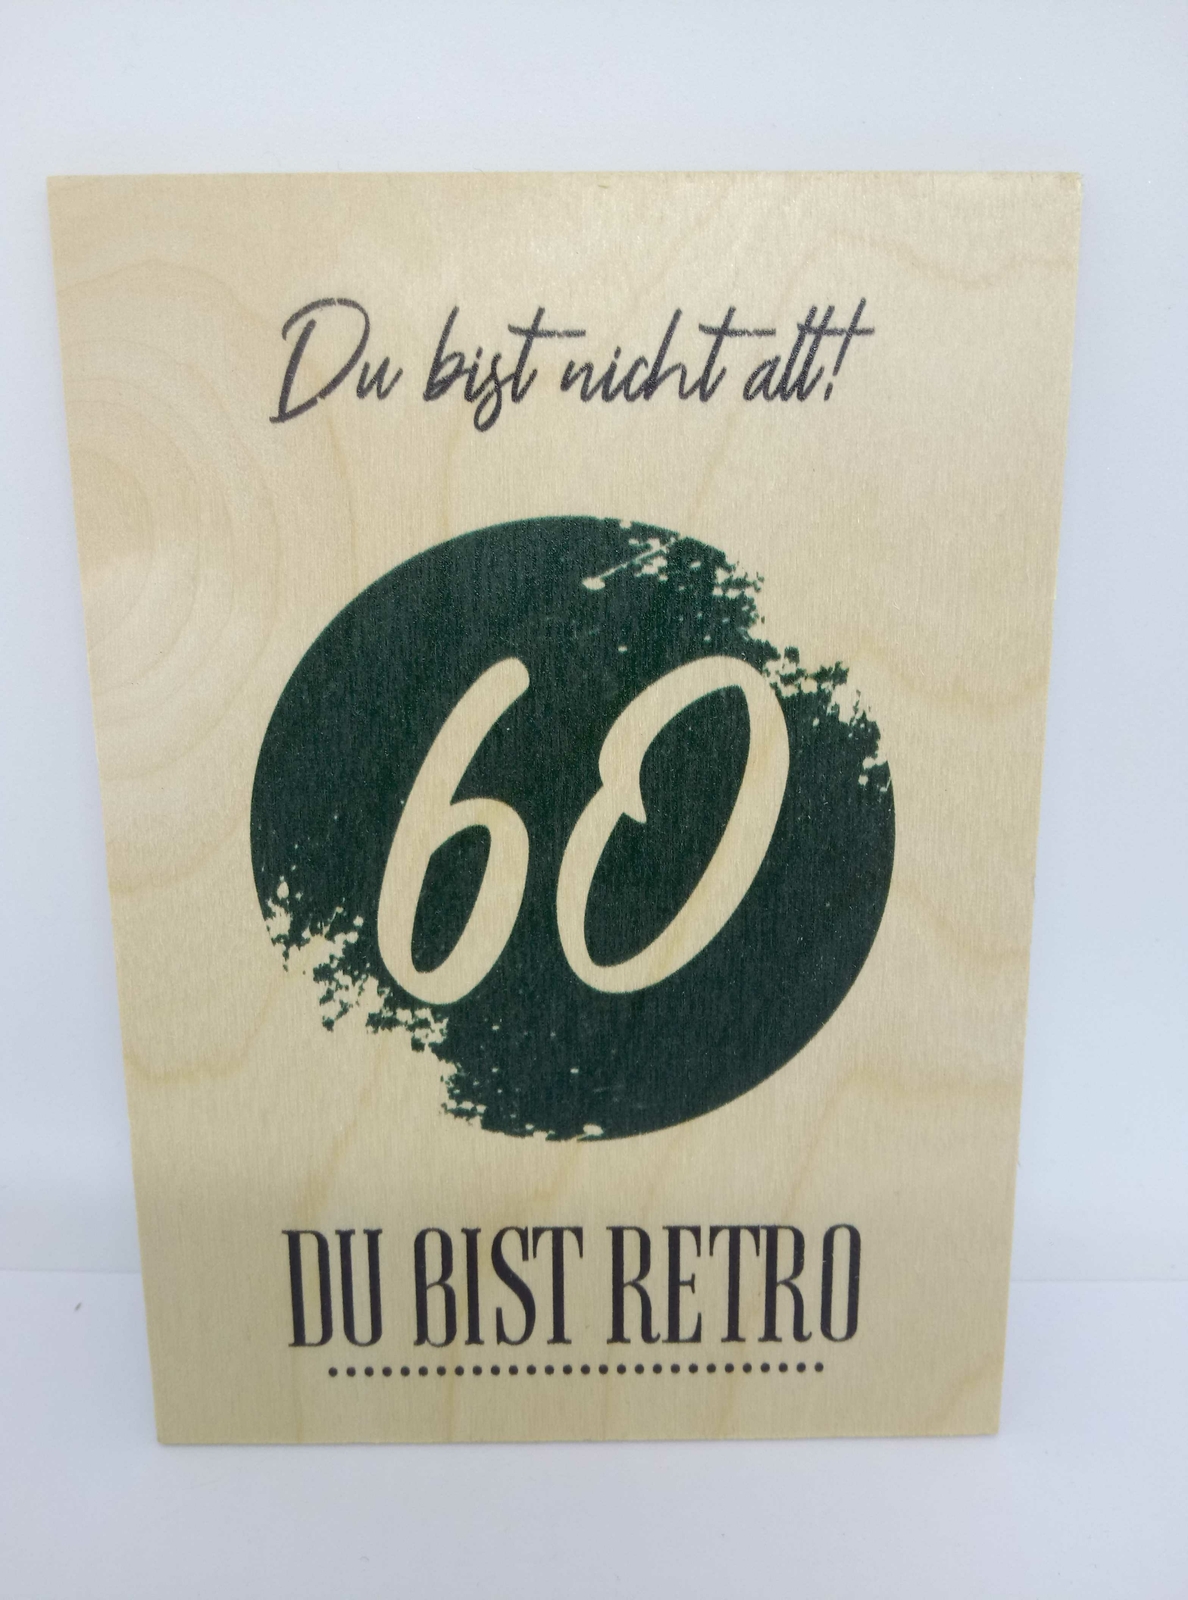 Du bist nicht alt!
60
DU BIST RETRO